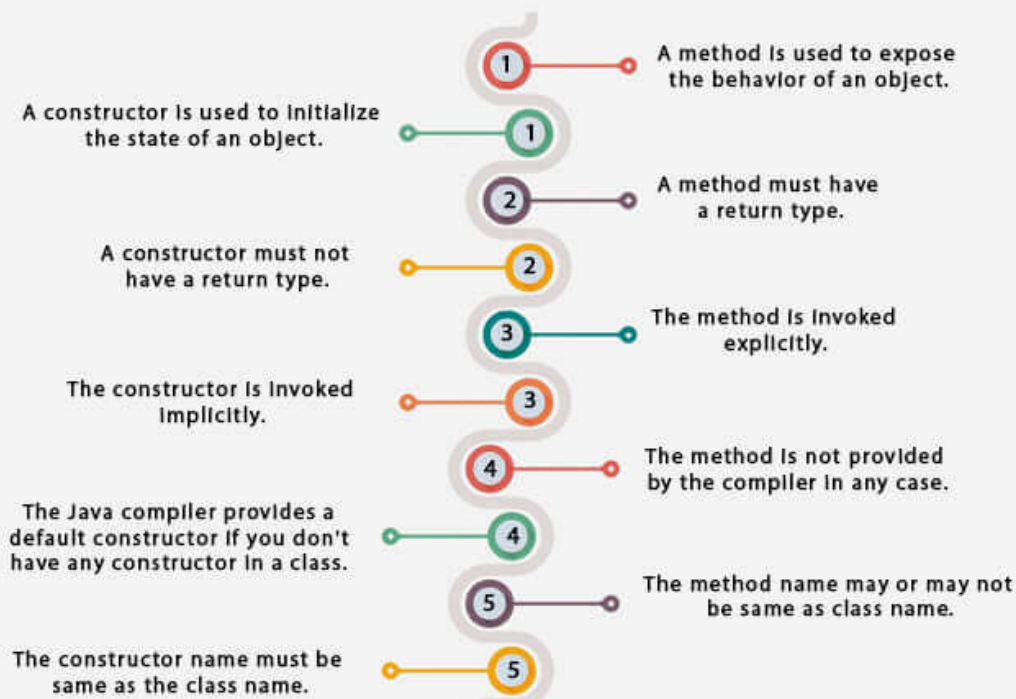 1
A method is used to expose
the behavior of an object.
A constructor is used to initialize
the state of an object.
1
2
A method must have
a return type.
A constructor must not
have a return type.
2
3
The method is invoked
explicitly.
The constructor is invoked
implicitly.
3
4
The method is not provided
by the compiler in any case.
The Java compiler provides a
default constructor if you don't
have any constructor in a class.
4
5
The method name may or may not
be same as class name.
The constructor name must be
same as the class name.
5